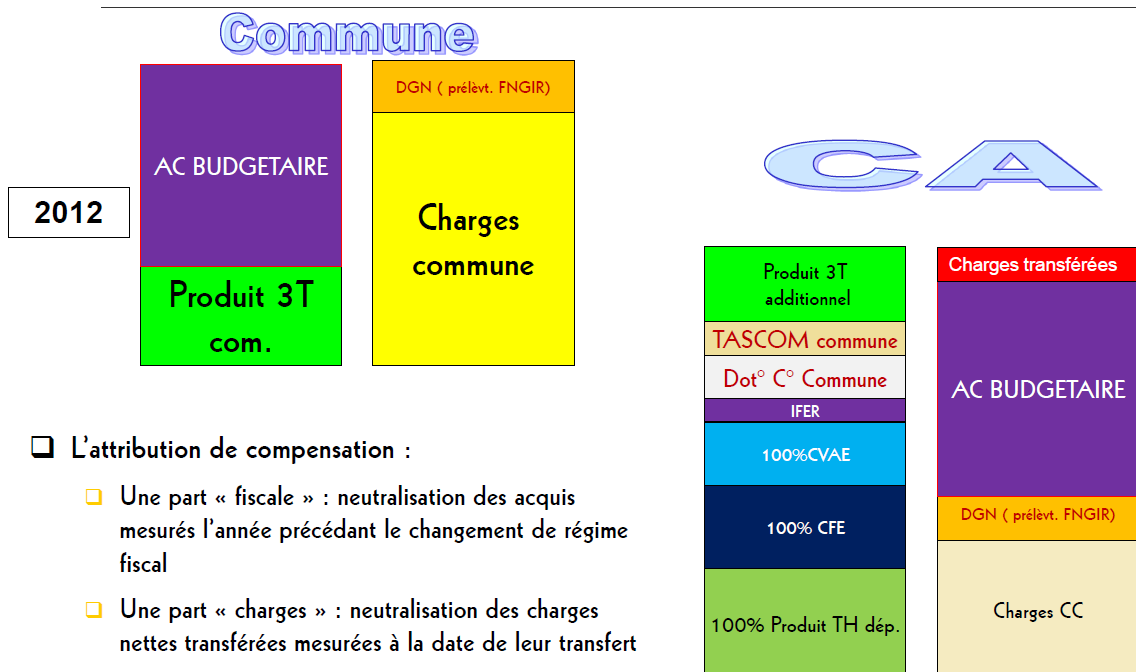 Commune
DGN ( prélèvt. FNGIR)
AC BUDGETAIRE
2012
Charges
commune
Produit 3T
com.
CA
Produit 3T
additionnel
TASCOM commune
Dot° C° Commune
IFER
100%CVAE
100% CFE
100% Produit TH dép.
Charges transférées
AC BUDGETAIRE
DGN ( prélèvt. FNGIR)
Charges CC
L'attribution de compensation :
Une part « fiscale » : neutralisation des acquis
mesurés l'année précédant le changement de régime
fiscal
Une part « charges » : neutralisation des charges
nettes transférées mesurées à la date de leur transfert